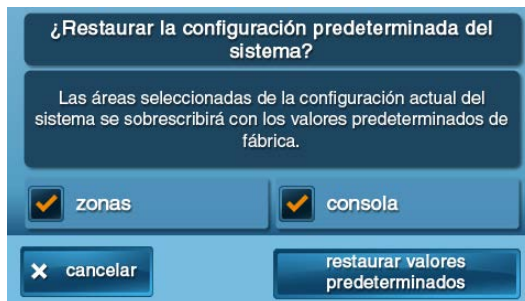 ¿Restaurar la configuración predeterminada del
sistema?
Las áreas seleccionadas de la configuración actual del
sistema se sobrescribirá con los valores predeterminados de
fábrica.
zonas
consola
cancelar
restaurar valores
predeterminados